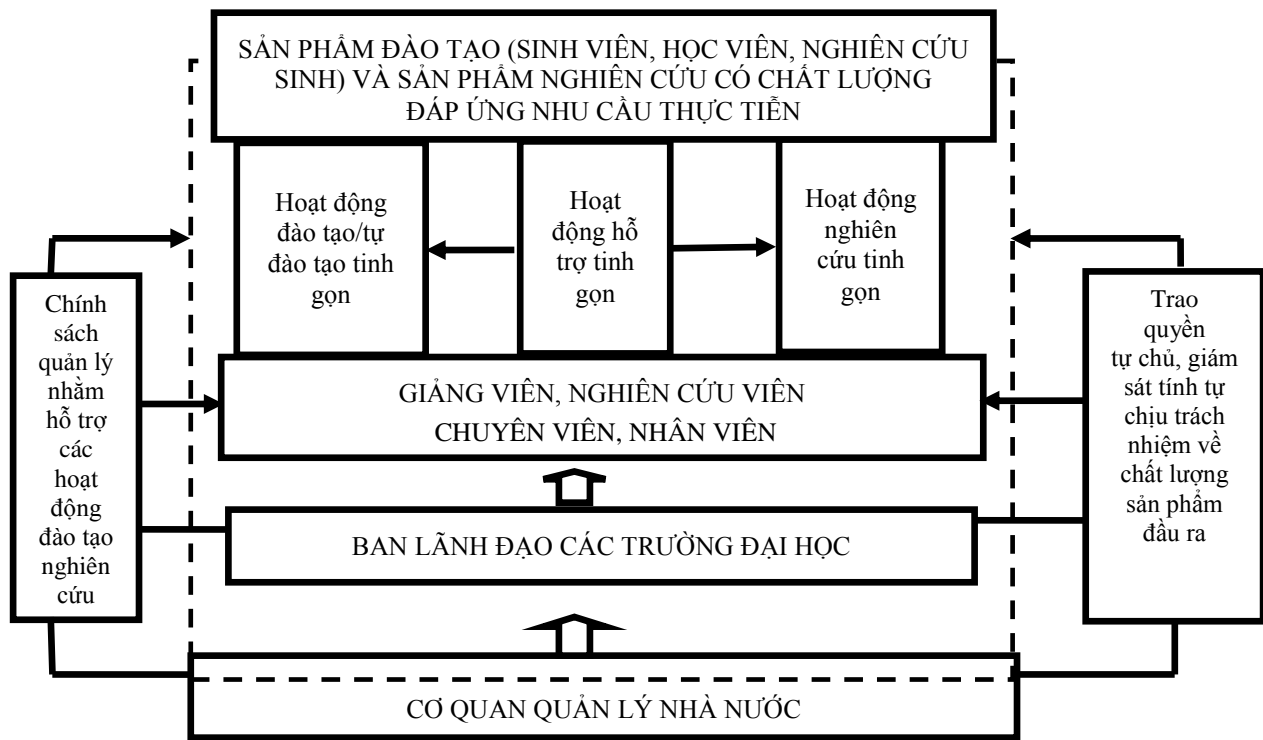 SẢN PHẨM ĐÀO TẠO (SINH VIÊN, HỌC VIÊN, NGHIÊN CỨU
SINH) VÀ SẢN PHẨM NGHIÊN CỨU CÓ CHẤT LƯỢNG
ĐÁP ỨNG NHU CẦU THỰC TIỄN
Hoạt động
đào tạo/tự
đào tạo tinh
gọn
Hoạt
động hỗ
trợ tinh
gọn
Hoạt động
nghiên
cứu tinh
gọn
Chính
sách
quản lý
nhằm
hỗ trợ
các
hoạt
động
đào tạo
nghiên
cứu
GIẢNG VIÊN, NGHIÊN CỨU VIÊN
CHUYÊN VIÊN, NHÂN VIÊN
Trao
quyền
tự chủ, giám
sát tính tự
chịu trách
nhiệm về
chất lượng
sản phẩm
đầu ra
BAN LÃNH ĐẠO CÁC TRƯỜNG ĐẠI HỌC
CƠ QUAN QUẢN LÝ NHÀ NƯỚC